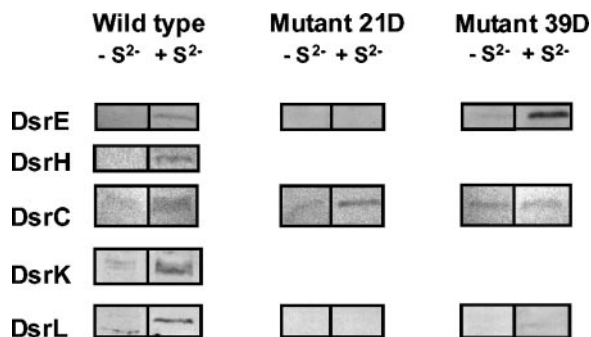 Wild type Mutant 21D Mutant 39D
- S²⁻ + S²⁻ - S²⁻ + S²⁻ - S²⁻ + S²⁻
DsrE
DsrH
DsrC
DsrK
DsrL